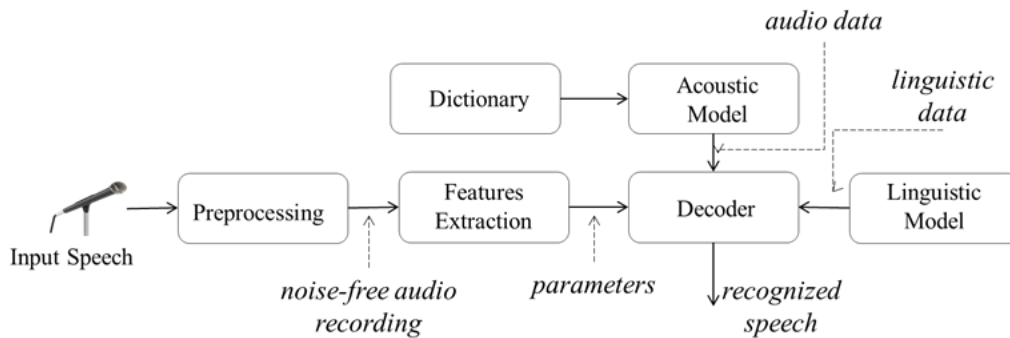 audio data
linguistic
data
Dictionary
Acoustic
Model
Input Speech
Preprocessing
Features
Extraction
Decoder
Linguistic
Model
noise-free audio
recording
parameters
recognized
speech